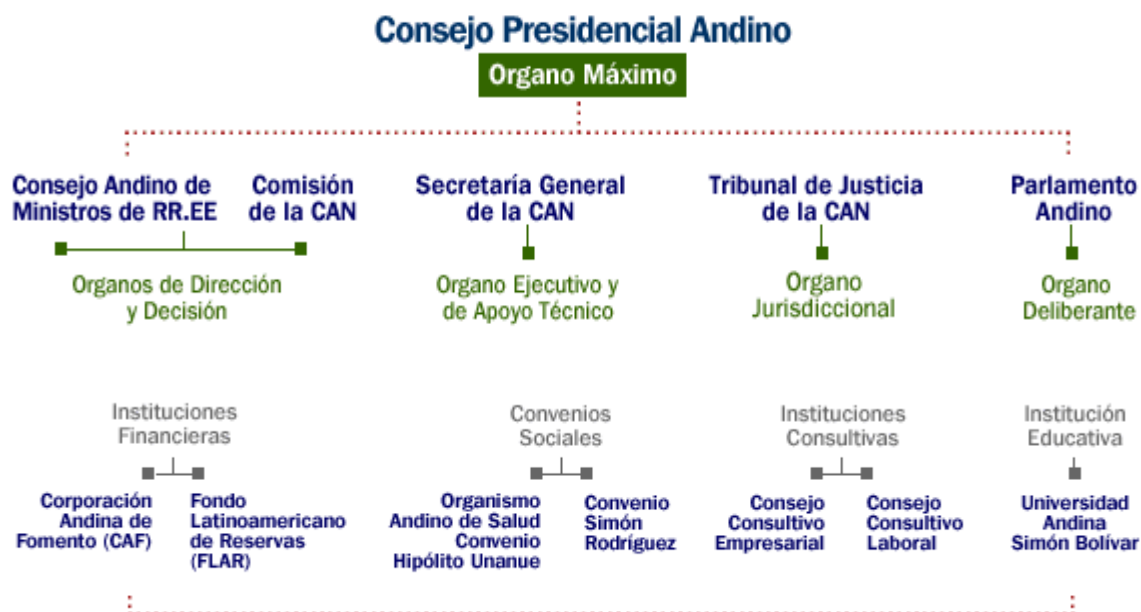 Consejo Presidencial Andino
Organo Máximo
Consejo Andino de
Ministros de RR.EE
Comisión
de la CAN
Secretaría General
de la CAN
Tribunal de Justicia
de la CAN
Parlamento
Andino
Organos de Dirección
y Decisión
Organo Ejecutivo y
de Apoyo Técnico
Organo
Jurisdiccional
Organo
Deliberante
Instituciones
Financieras
Convenios
Sociales
Instituciones
Consultivas
Institución
Educativa
Corporación
Andina de
Fomento (CAF)
Fondo
Latinoamericano
de Reservas
(FLAR)
Organismo
Andino de Salud
Convenio
Hipólito Unanue
Convenio
Simón
Rodríguez
Consejo
Consultivo
Empresarial
Consejo
Consultivo
Laboral
Universidad
Andina
Simón Bolívar